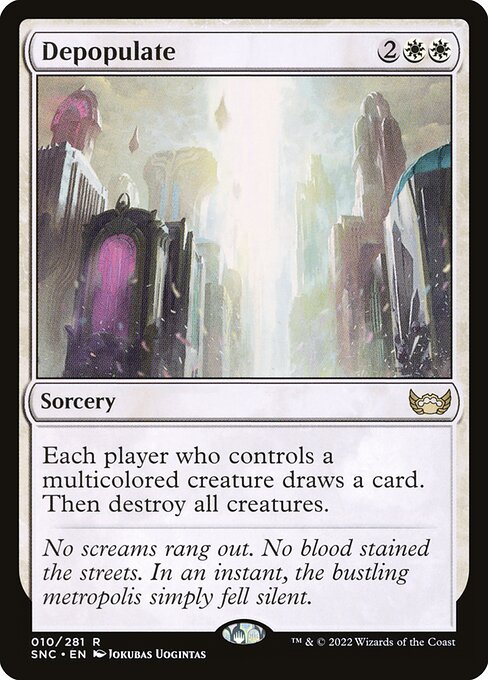 Depopulate 2
Sorcery
Each player who controls a
multicolored creature draws a card.
Then destroy all creatures.
No screams rang out. No blood stained
the streets. In an instant, the bustling
metropolis simply fell silent.
010/281 R
SNC • EN Jokubas Uogintas
™ & © 2022 Wizards of the Coast